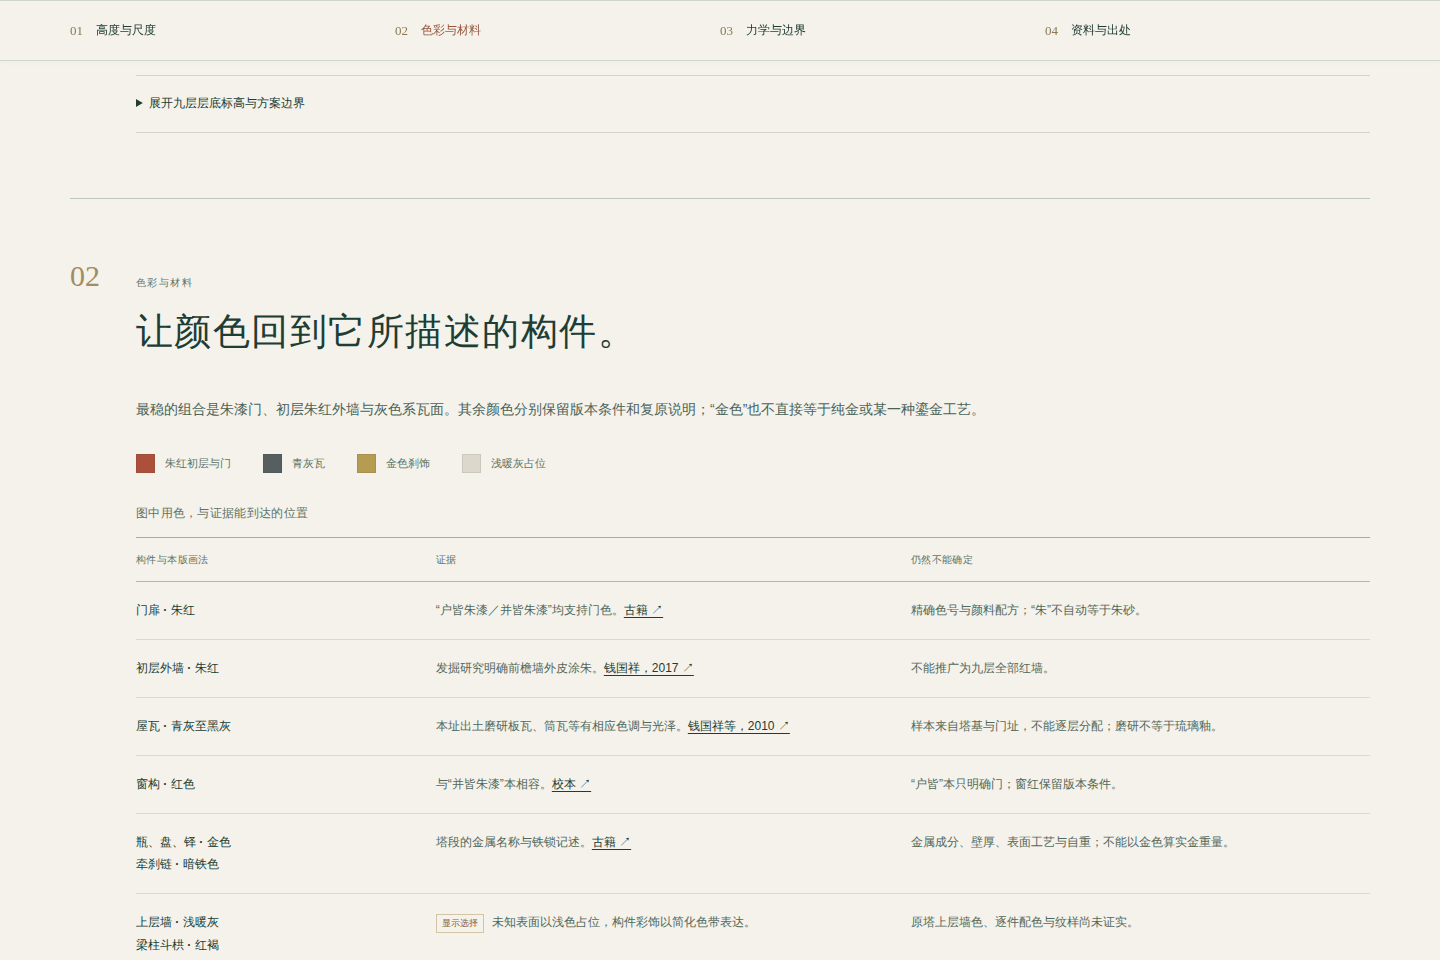 01 高度与尺度 02 色彩与材料 03 力学与边界 04 资料与出处
▶ 展开九层层底标高与方案边界
02 色彩与材料
让颜色回到它所描述的构件。
最稳的组合是朱漆门、初层朱红外墙与灰色系瓦面。其余颜色分别保留版本条件和复原说明；“金色”也不直接等于纯金或某一种鎏金工艺。
朱红初层与门 青灰瓦 金色刹饰 浅暖灰占位
图中用色，与证据能到达的位置
构件与本版画法 证据 仍然不能确定
门扉 · 朱红 “户皆朱漆／并皆朱漆”均支持门色。古籍 ↗ 精确色号与颜料配方；“朱”不自动等于朱砂。
初层外墙 · 朱红 发掘研究明确前檐墙外皮涂朱。钱国祥，2017 ↗ 不能推广为九层全部红墙。
屋瓦 · 青灰至黑灰 本址出土磨研板瓦、筒瓦等有相应色调与光泽。钱国祥等，2010 ↗ 样本来自塔基与门址，不能逐层分配；磨研不等于琉璃釉。
窗构 · 红色 与“并皆朱漆”本相容。校本 ↗ “户皆”本只明确门；窗红保留版本条件。
瓶、盘、铎 · 金色 塔段的金属名称与铁锁记述。古籍 ↗ 金属成分、壁厚、表面工艺与自重；不能以金色算实金重量。
牵刹链 · 暗铁色
上层墙 · 浅暖灰 显示选择 未知表面以浅色占位，构件彩饰以简化色带表达。 原塔上层墙色、逐件配色与纹样尚未证实。
梁柱斗栱 · 红褐